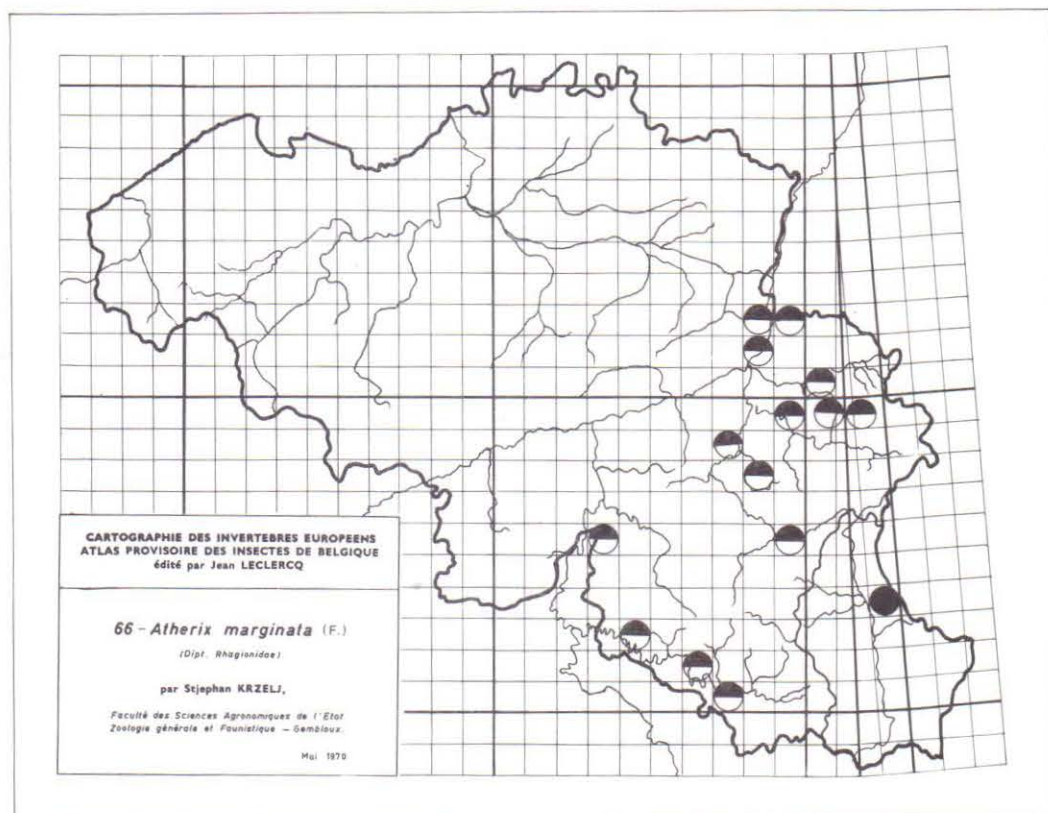 CARTOGRAPHIE DES INVERTEBRES EUROPEENS
ATLAS PROVISOIRE DES INSECTES DE BELGIQUE
édité par Jean LECLERCQ
66 – Atherix marginata (F.)
(Dipt. Rhagionidae)
par Stjephan KRZELJ,
Faculté des Sciences Agronomiques de l'Etat
Zoologie générale et Faunistique – Gembloux.
Mai 1970